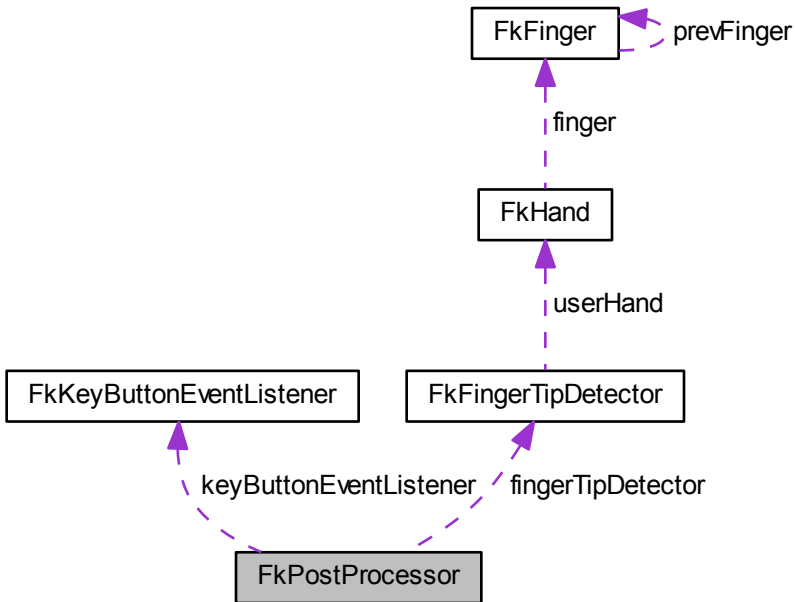 FkFinger
prevFinger
finger
FkHand
userHand
FkKeyButtonEventListener
FkFingerTipDetector
keyButtonEventListener
fingerTipDetector
FkPostProcessor